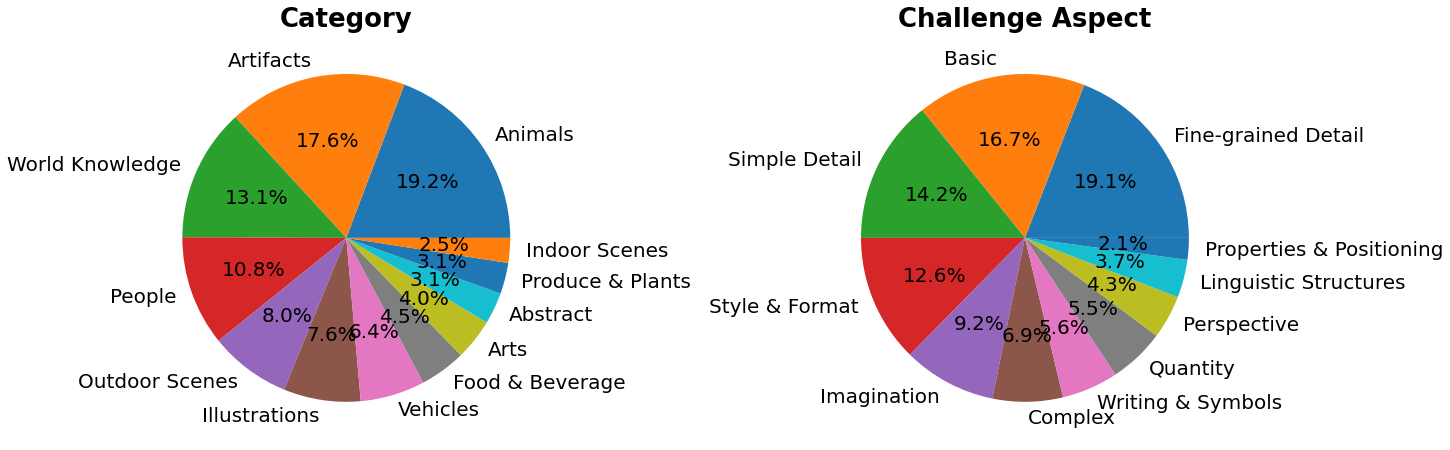 Category
Artifacts
Animals
17.6%
World Knowledge
19.2%
13.1%
2.5%
Indoor Scenes
3.1%
Produce & Plants
10.8%
People
3.1%
Abstract
4.0%
8.0%
4.5%
7.6%
6.4%
Arts
Outdoor Scenes
Food & Beverage
Illustrations
Vehicles
Challenge Aspect
Basic
Fine-grained Detail
16.7%
Simple Detail
19.1%
14.2%
2.1%
Properties & Positioning
3.7%
12.6%
Linguistic Structures
4.3%
Style & Format
5.5%
9.2%
5.6%
Perspective
6.9%
Quantity
Imagination
Writing & Symbols
Complex